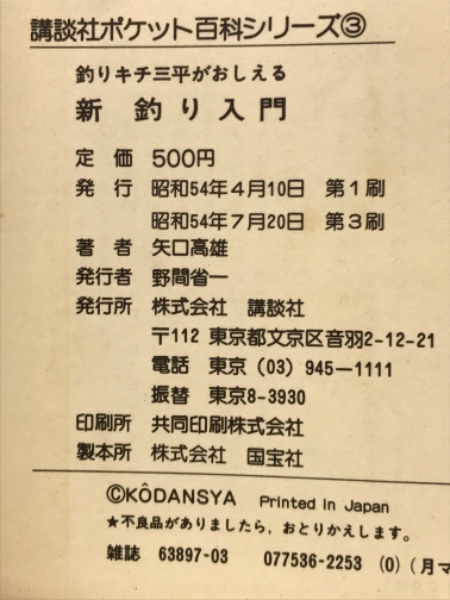 講談社ポケット百科シリーズ③
釣りキチ三平がおしえる
新 釣り入門
定 価 500円
発 行 昭和54年4月10日 第1刷
昭和54年7月20日 第3刷
著 者 矢口高雄
発行者 野間省一
発行所 株式会社 講談社
〒112 東京都文京区音羽2-12-21
電話 東京(03)945―1111
振替 東京8-3930
印刷所 共同印刷株式会社
製本所 株式会社 国宝社
©KÔDANSYA Printed in Japan
★不良品がありましたら,おとりかえします。
雑誌 63897-03 077536-2253 (0)(月マ